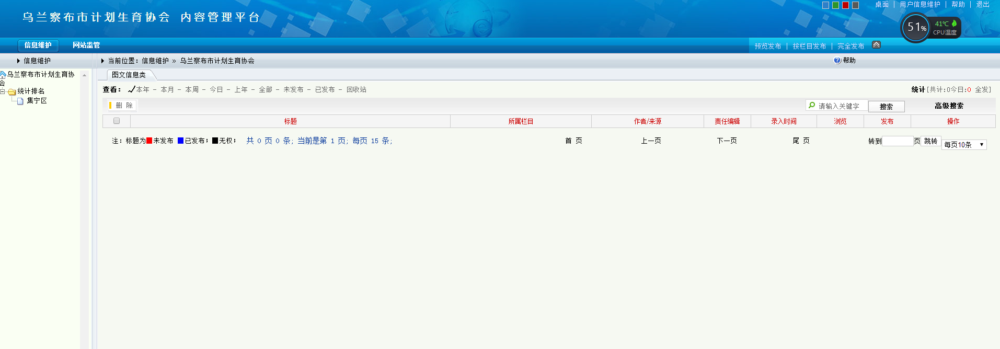 桌面 | 用户信息维护 | 帮助 | 退出
乌兰察布市计划生育协会 内容管理平台
51% 41℃
CPU温度
信息维护 网站监管 预览发布 | 按栏目发布 | 完全发布
信息维护 当前位置: 信息维护 » 乌兰察布市计划生育协会 帮助
乌兰察布市计划生育协
会
统计排名
集宁区
图文信息类
查看: 本年 - 本月 - 本周 - 今日 - 上年 - 全部 - 未发布 - 已发布 - 回收站 统计[共计:0今日:0 全发]
删 除 请输入关键字 搜索 高级搜索
标题 所属栏目 作者/来源 责任编辑 录入时间 浏览 发布 操作
注: 标题为 未发布 已发布; 无权; 共 0 页 0 条; 当前是第 1 页; 每页 15 条; 首 页 上一页 下一页 尾 页 转到 页 跳转 每页10条